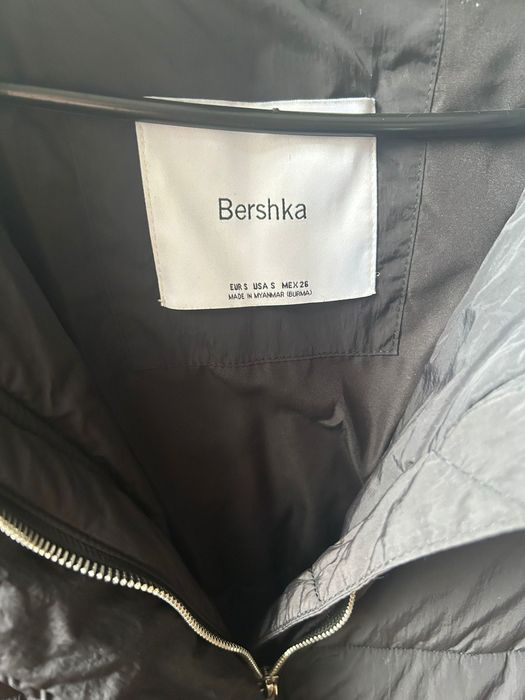 Bershka
EUR S USA S MEX 26
MADE IN MYANMAR (BURMA)